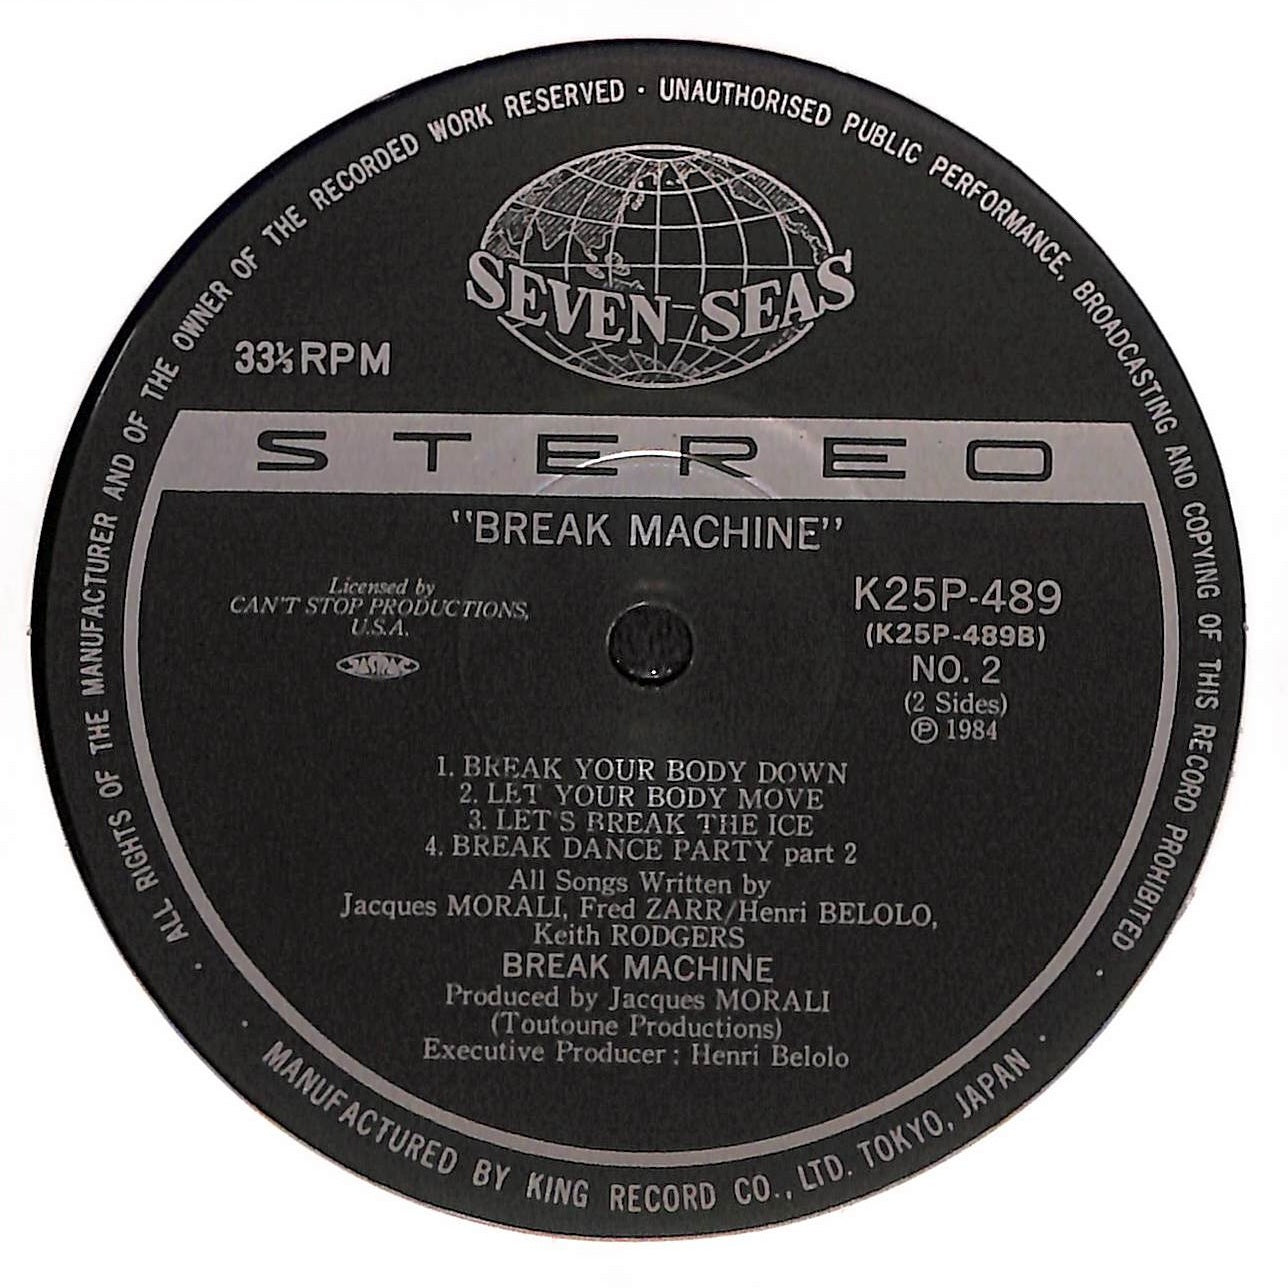 ALL RIGHTS OF THE MANUFACTURER AND OF THE OWNER OF THE RECORDED WORK RESERVED · UNAUTHORISED PUBLIC PERFORMANCE, BROADCASTING AND COPYING OF THIS RECORD PROHIBITED
SEVEN SEAS
33⅓ RPM
STEREO
"BREAK MACHINE"
Licensed by
CAN'T STOP PRODUCTIONS,
U.S.A.
JASRAC
K25P-489
(K25P-489B)
NO. 2
(2 Sides)
Ⓟ 1984
1. BREAK YOUR BODY DOWN
2. LET YOUR BODY MOVE
3. LET'S BREAK THE ICE
4. BREAK DANCE PARTY part 2
All Songs Written by
Jacques MORALI, Fred ZARR/Henri BELOLO,
Keith RODGERS
BREAK MACHINE
Produced by Jacques MORALI
(Toutoune Productions)
Executive Producer : Henri Belolo
· MANUFACTURED BY KING RECORD CO., LTD. TOKYO, JAPAN ·